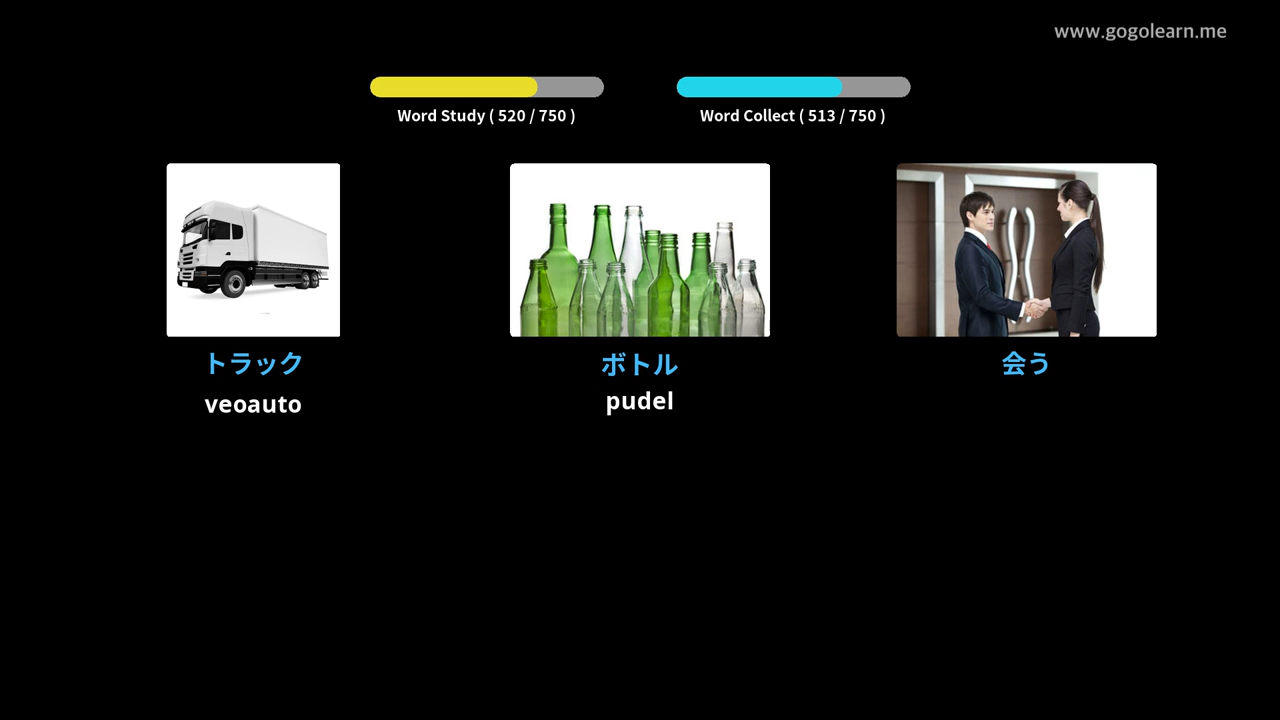 www.gogolearn.me
Word Study ( 520 / 750 )
Word Collect ( 513 / 750 )
トラック
veoauto
ボトル
pudel
会う